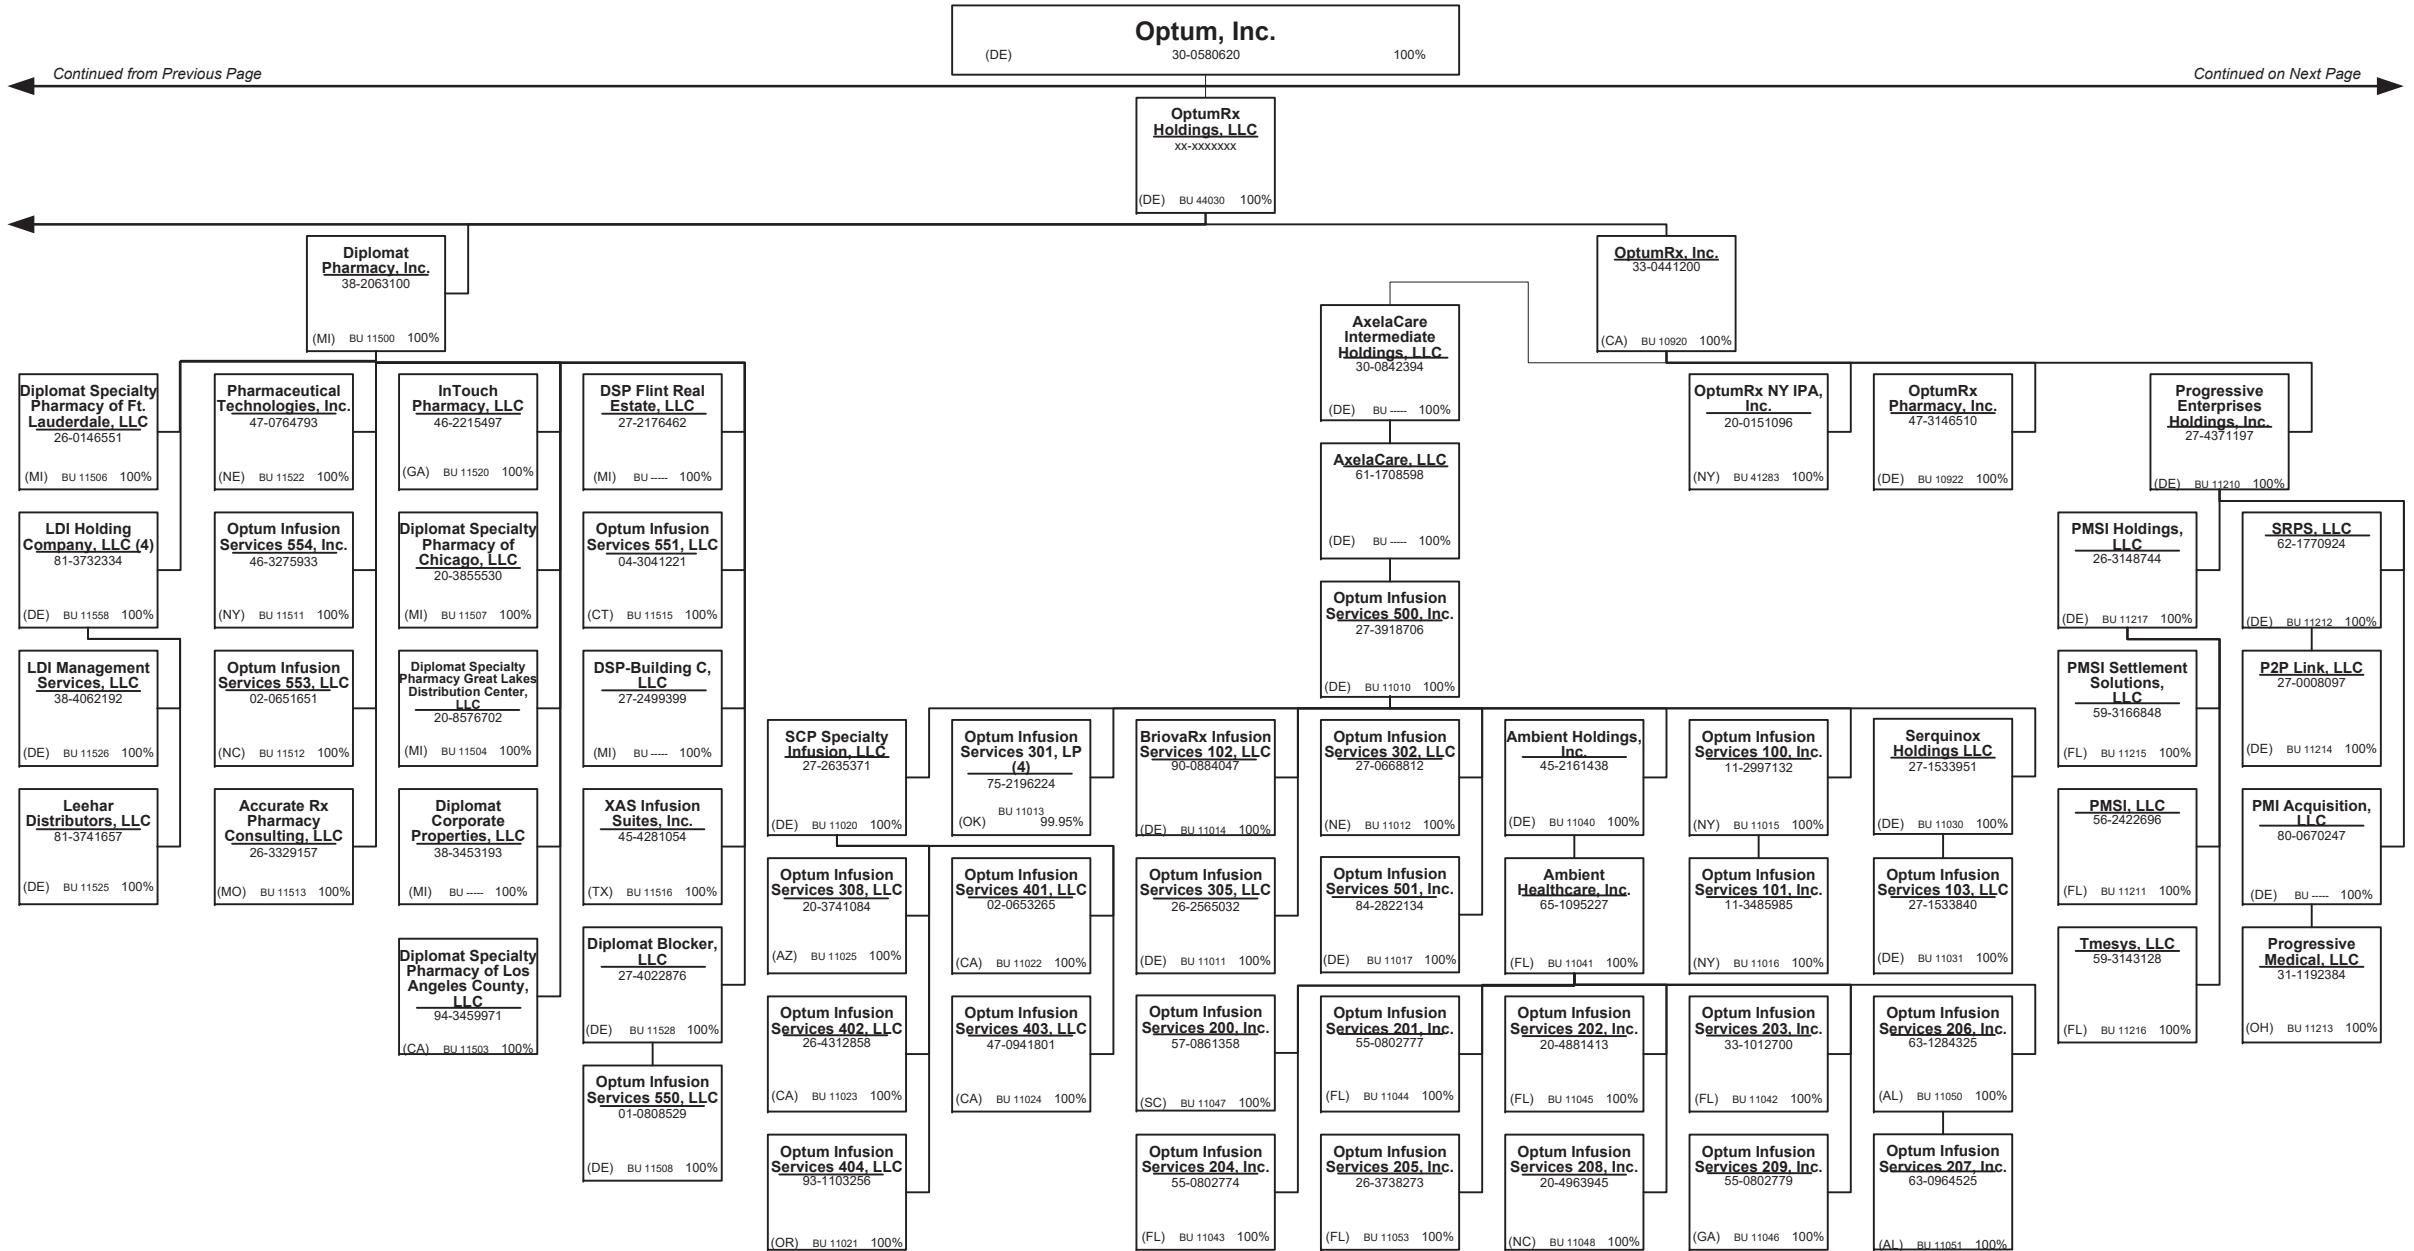 Optum, Inc.
(DE) 30-0580620 100%
Continued from Previous Page
Continued on Next Page
OptumRx
Holdings, LLC
xx-xxxxxxx
(DE) BU 44030 100%
Diplomat
Pharmacy, Inc.
38-2063100
(MI) BU 11500 100%
OptumRx, Inc.
33-0441200
(CA) BU 10920 100%
AxelaCare
Intermediate
Holdings, LLC
30-0842394
(DE) BU ----- 100%
Diplomat Specialty
Pharmacy of Ft.
Lauderdale, LLC
26-0146551
(MI) BU 11506 100%
Pharmaceutical
Technologies, Inc.
47-0764793
(NE) BU 11522 100%
InTouch
Pharmacy, LLC
46-2215497
(GA) BU 11520 100%
DSP Flint Real
Estate, LLC
27-2176462
(MI) BU ----- 100%
OptumRx NY IPA,
Inc.
20-0151096
(NY) BU 41283 100%
OptumRx
Pharmacy, Inc.
47-3146510
(DE) BU 10922 100%
Progressive
Enterprises
Holdings, Inc.
27-4371197
(DE) BU 11210 100%
AxelaCare, LLC
61-1708598
(DE) BU ----- 100%
LDI Holding
Company, LLC (4)
81-3732334
(DE) BU 11558 100%
Optum Infusion
Services 554, Inc.
46-3275933
(NY) BU 11511 100%
Diplomat Specialty
Pharmacy of
Chicago, LLC
20-3855530
(MI) BU 11507 100%
Optum Infusion
Services 551, LLC
04-3041221
(CT) BU 11515 100%
PMSI Holdings,
LLC
26-3148744
(DE) BU 11217 100%
SRPS, LLC
62-1770924
(DE) BU 11212 100%
Optum Infusion
Services 500, Inc.
27-3918706
(DE) BU 11010 100%
LDI Management
Services, LLC
38-4062192
(DE) BU 11526 100%
Optum Infusion
Services 553, LLC
02-0651651
(NC) BU 11512 100%
Diplomat Specialty
Pharmacy Great Lakes
Distribution Center,
LLC
20-8576702
(MI) BU 11504 100%
DSP-Building C,
LLC
27-2499399
(MI) BU ----- 100%
PMSI Settlement
Solutions,
LLC
59-3166848
(FL) BU 11215 100%
P2P Link, LLC
27-0008097
(DE) BU 11214 100%
SCP Specialty
Infusion, LLC
27-2635371
(DE) BU 11020 100%
Optum Infusion
Services 301, LP
(4)
75-2196224
BU 11013
(OK) 99.95%
BriovaRx Infusion
Services 102, LLC
90-0884047
(DE) BU 11014 100%
Optum Infusion
Services 302, LLC
27-0668812
(NE) BU 11012 100%
Ambient Holdings,
Inc.
45-2161438
(DE) BU 11040 100%
Optum Infusion
Services 100, Inc.
11-2997132
(NY) BU 11015 100%
Serquinox
Holdings LLC
27-1533951
(DE) BU 11030 100%
Leehar
Distributors, LLC
81-3741657
(DE) BU 11525 100%
Accurate Rx
Pharmacy
Consulting, LLC
26-3329157
(MO) BU 11513 100%
Diplomat
Corporate
Properties, LLC
38-3453193
(MI) BU ----- 100%
XAS Infusion
Suites, Inc.
45-4281054
(TX) BU 11516 100%
PMSI, LLC
56-2422696
(FL) BU 11211 100%
PMI Acquisition,
LLC
80-0670247
(DE) BU ----- 100%
Optum Infusion
Services 308, LLC
20-3741084
(AZ) BU 11025 100%
Optum Infusion
Services 401, LLC
02-0653265
(CA) BU 11022 100%
Optum Infusion
Services 305, LLC
26-2565032
(DE) BU 11011 100%
Optum Infusion
Services 501, Inc.
84-2822134
(DE) BU 11017 100%
Ambient
Healthcare, Inc.
65-1095227
(FL) BU 11041 100%
Optum Infusion
Services 101, Inc.
11-3485985
(NY) BU 11016 100%
Optum Infusion
Services 103, LLC
27-1533840
(DE) BU 11031 100%
Diplomat Specialty
Pharmacy of Los
Angeles County,
LLC
94-3459971
(CA) BU 11503 100%
Diplomat Blocker,
LLC
27-4022876
(DE) BU 11528 100%
Tmesys, LLC
59-3143128
(FL) BU 11216 100%
Progressive
Medical, LLC
31-1192384
(OH) BU 11213 100%
Optum Infusion
Services 402, LLC
26-4312858
(CA) BU 11023 100%
Optum Infusion
Services 403, LLC
47-0941801
(CA) BU 11024 100%
Optum Infusion
Services 200, Inc.
57-0861358
(SC) BU 11047 100%
Optum Infusion
Services 201, Inc.
55-0802777
(FL) BU 11044 100%
Optum Infusion
Services 202, Inc.
20-4881413
(FL) BU 11045 100%
Optum Infusion
Services 203, Inc.
33-1012700
(FL) BU 11042 100%
Optum Infusion
Services 206, Inc.
63-1284325
(AL) BU 11050 100%
Optum Infusion
Services 550, LLC
01-0808529
(DE) BU 11508 100%
Optum Infusion
Services 404, LLC
93-1103256
(OR) BU 11021 100%
Optum Infusion
Services 204, Inc.
55-0802774
(FL) BU 11043 100%
Optum Infusion
Services 205, Inc.
26-3738273
(FL) BU 11053 100%
Optum Infusion
Services 208, Inc.
20-4963945
(NC) BU 11048 100%
Optum Infusion
Services 209, Inc.
55-0802779
(GA) BU 11046 100%
Optum Infusion
Services 207, Inc.
63-0964525
(AL) BU 11051 100%